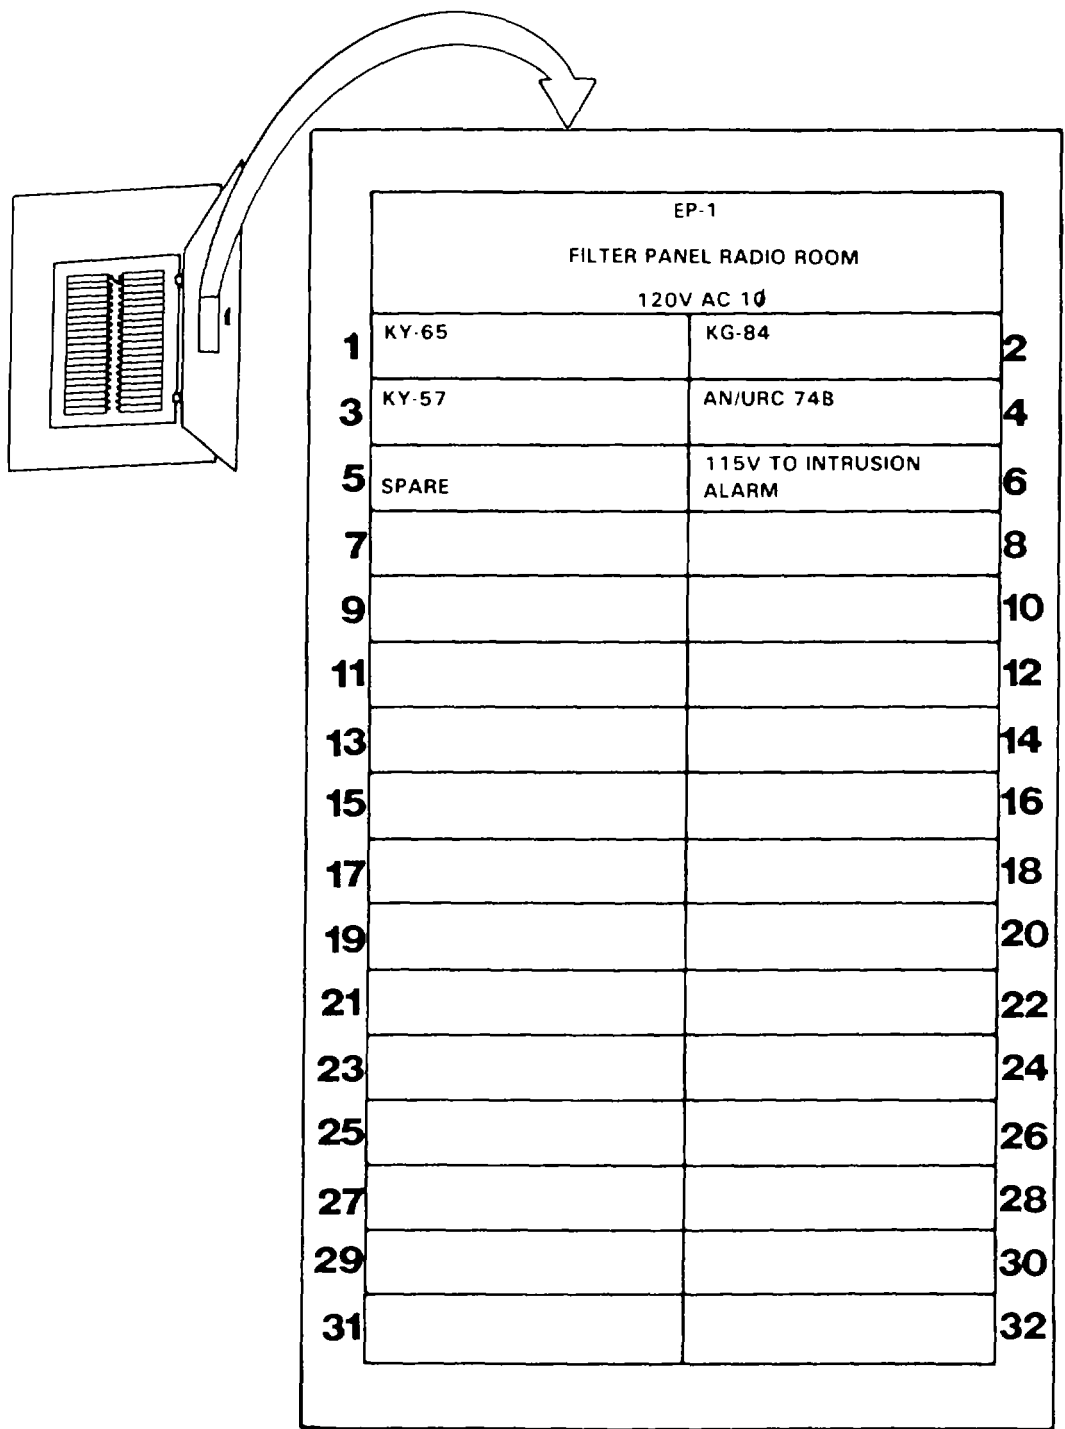 EP-1
FILTER PANEL RADIO ROOM
120V AC 1Ø
1 KY-65 KG-84 2
3 KY-57 AN/URC 74B 4
5 SPARE 115V TO INTRUSION ALARM 6
7 8
9 10
11 12
13 14
15 16
17 18
19 20
21 22
23 24
25 26
27 28
29 30
31 32